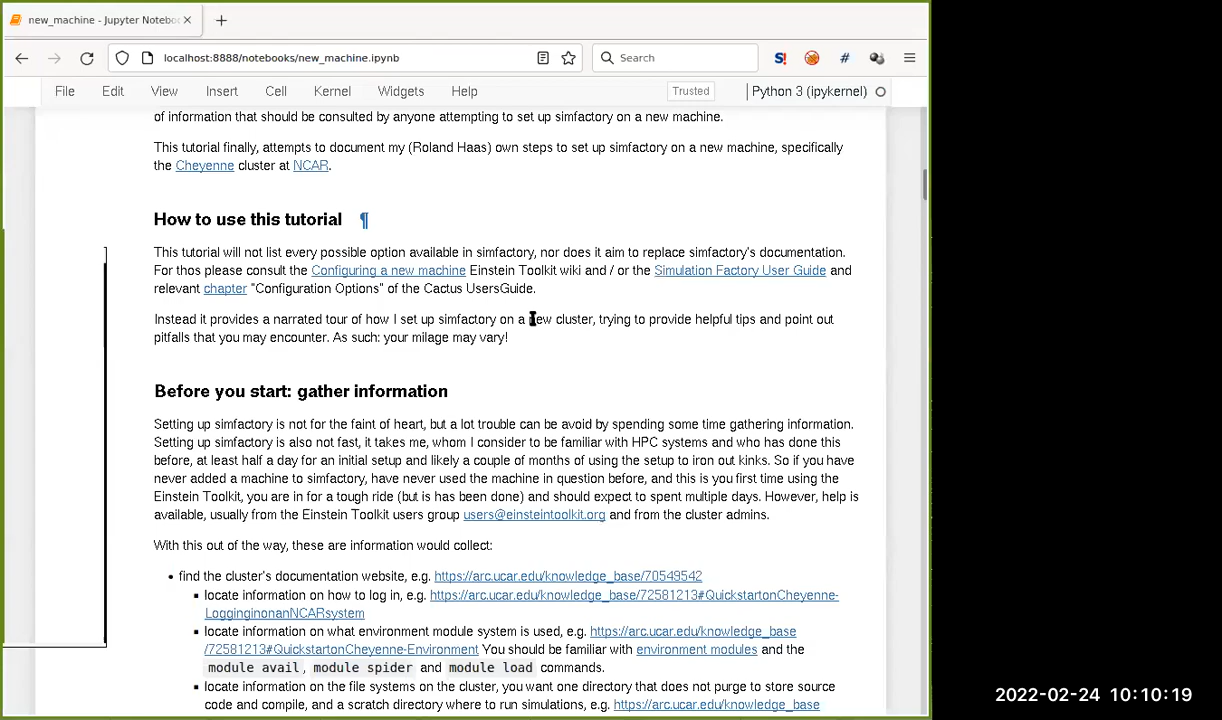 new_machine - Jupyter Notebo
localhost:8888/notebooks/new_machine.ipynb
Search
S! #
File Edit View Insert Cell Kernel Widgets Help Trusted Python 3 (ipykernel)
of information that should be consulted by anyone attempting to set up simfactory on a new machine.
This tutorial finally, attempts to document my (Roland Haas) own steps to set up simfactory on a new machine, specifically
the Cheyenne cluster at NCAR.
How to use this tutorial ¶
This tutorial will not list every possible option available in simfactory, nor does it aim to replace simfactory's documentation.
For thos please consult the Configuring a new machine Einstein Toolkit wiki and / or the Simulation Factory User Guide and
relevant chapter "Configuration Options" of the Cactus UsersGuide.
Instead it provides a narrated tour of how I set up simfactory on a new cluster, trying to provide helpful tips and point out
pitfalls that you may encounter. As such: your milage may vary!
Before you start: gather information
Setting up simfactory is not for the faint of heart, but a lot trouble can be avoid by spending some time gathering information.
Setting up simfactory is also not fast, it takes me, whom I consider to be familiar with HPC systems and who has done this
before, at least half a day for an initial setup and likely a couple of months of using the setup to iron out kinks. So if you have
never added a machine to simfactory, have never used the machine in question before, and this is you first time using the
Einstein Toolkit, you are in for a tough ride (but is has been done) and should expect to spent multiple days. However, help is
available, usually from the Einstein Toolkit users group users@einsteintoolkit.org and from the cluster admins.
With this out of the way, these are information would collect:
• find the cluster's documentation website, e.g. https://arc.ucar.edu/knowledge_base/70549542
▪ locate information on how to log in, e.g. https://arc.ucar.edu/knowledge_base/72581213#QuickstartonCheyenne-
LogginginonanNCARsystem
▪ locate information on what environment module system is used, e.g. https://arc.ucar.edu/knowledge_base
/72581213#QuickstartonCheyenne-Environment You should be familiar with environment modules and the
module avail, module spider and module load commands.
▪ locate information on the file systems on the cluster, you want one directory that does not purge to store source
code and compile, and a scratch directory where to run simulations, e.g. https://arc.ucar.edu/knowledge_base
2022-02-24 10:10:19